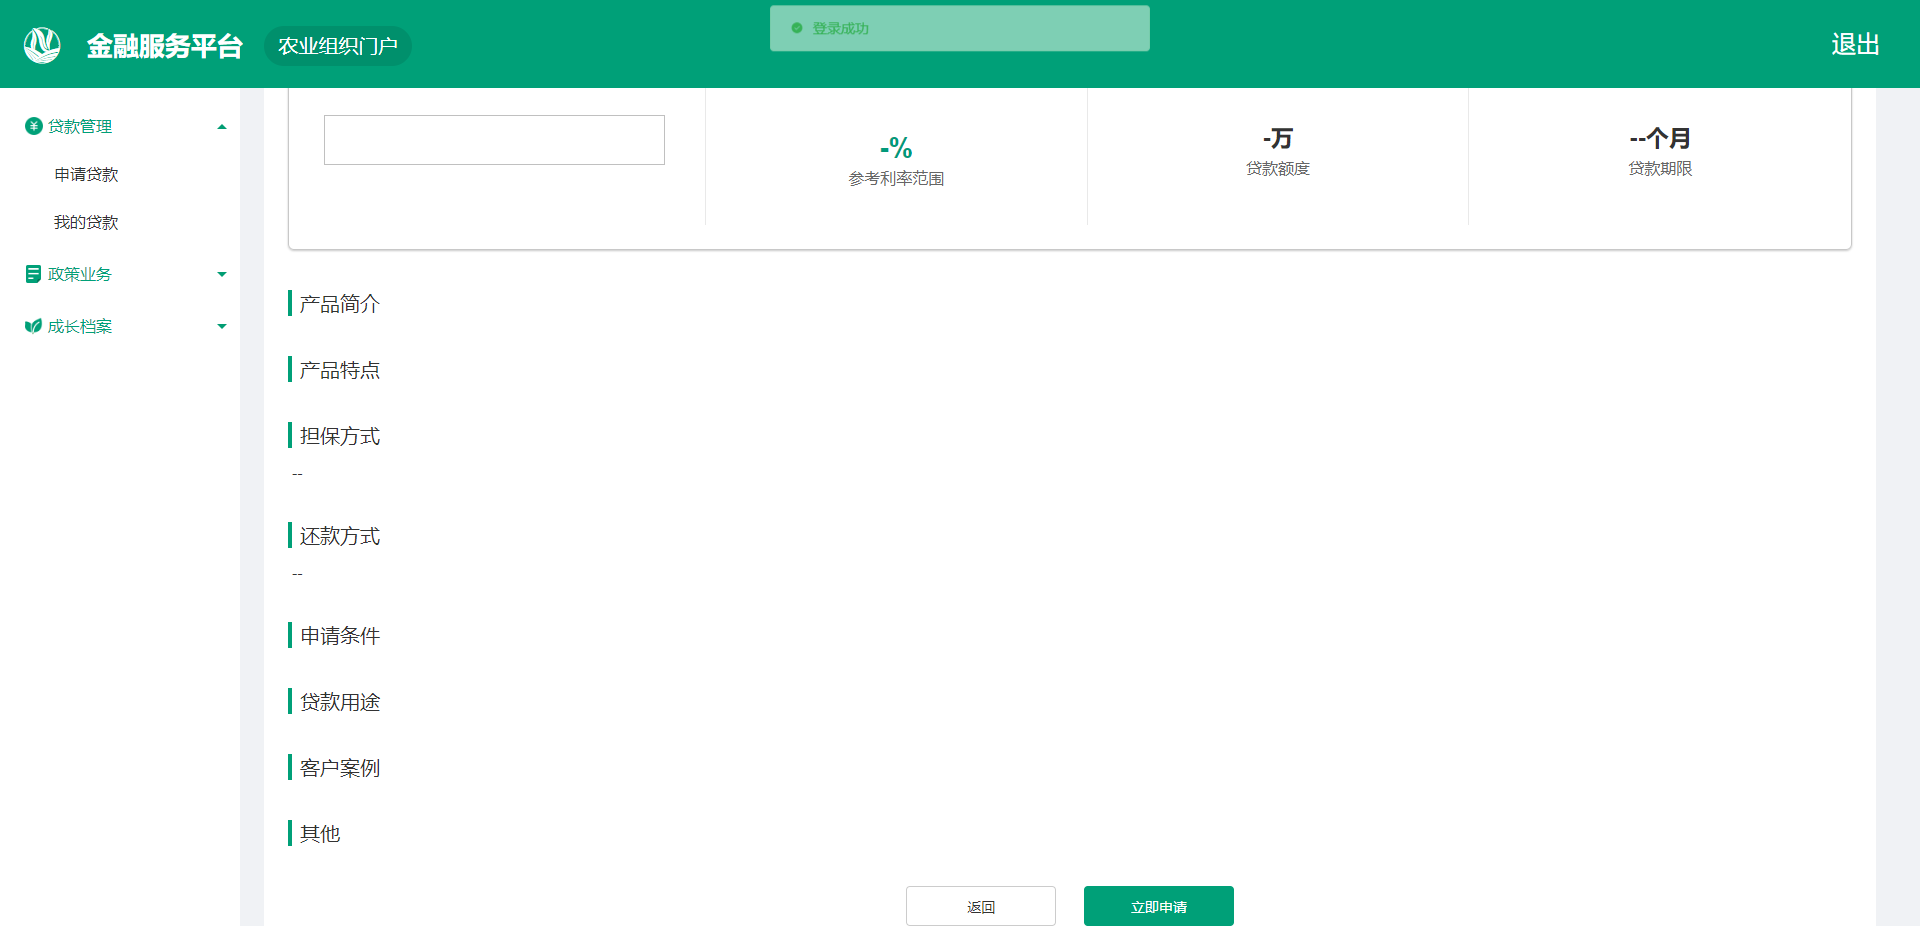 金融服务平台
农业组织门户
登录成功
退出
贷款管理
申请贷款
我的贷款
政策业务
成长档案
-%
参考利率范围
-万
贷款额度
--个月
贷款期限
产品简介
产品特点
担保方式
--
还款方式
--
申请条件
贷款用途
客户案例
其他
返回
立即申请